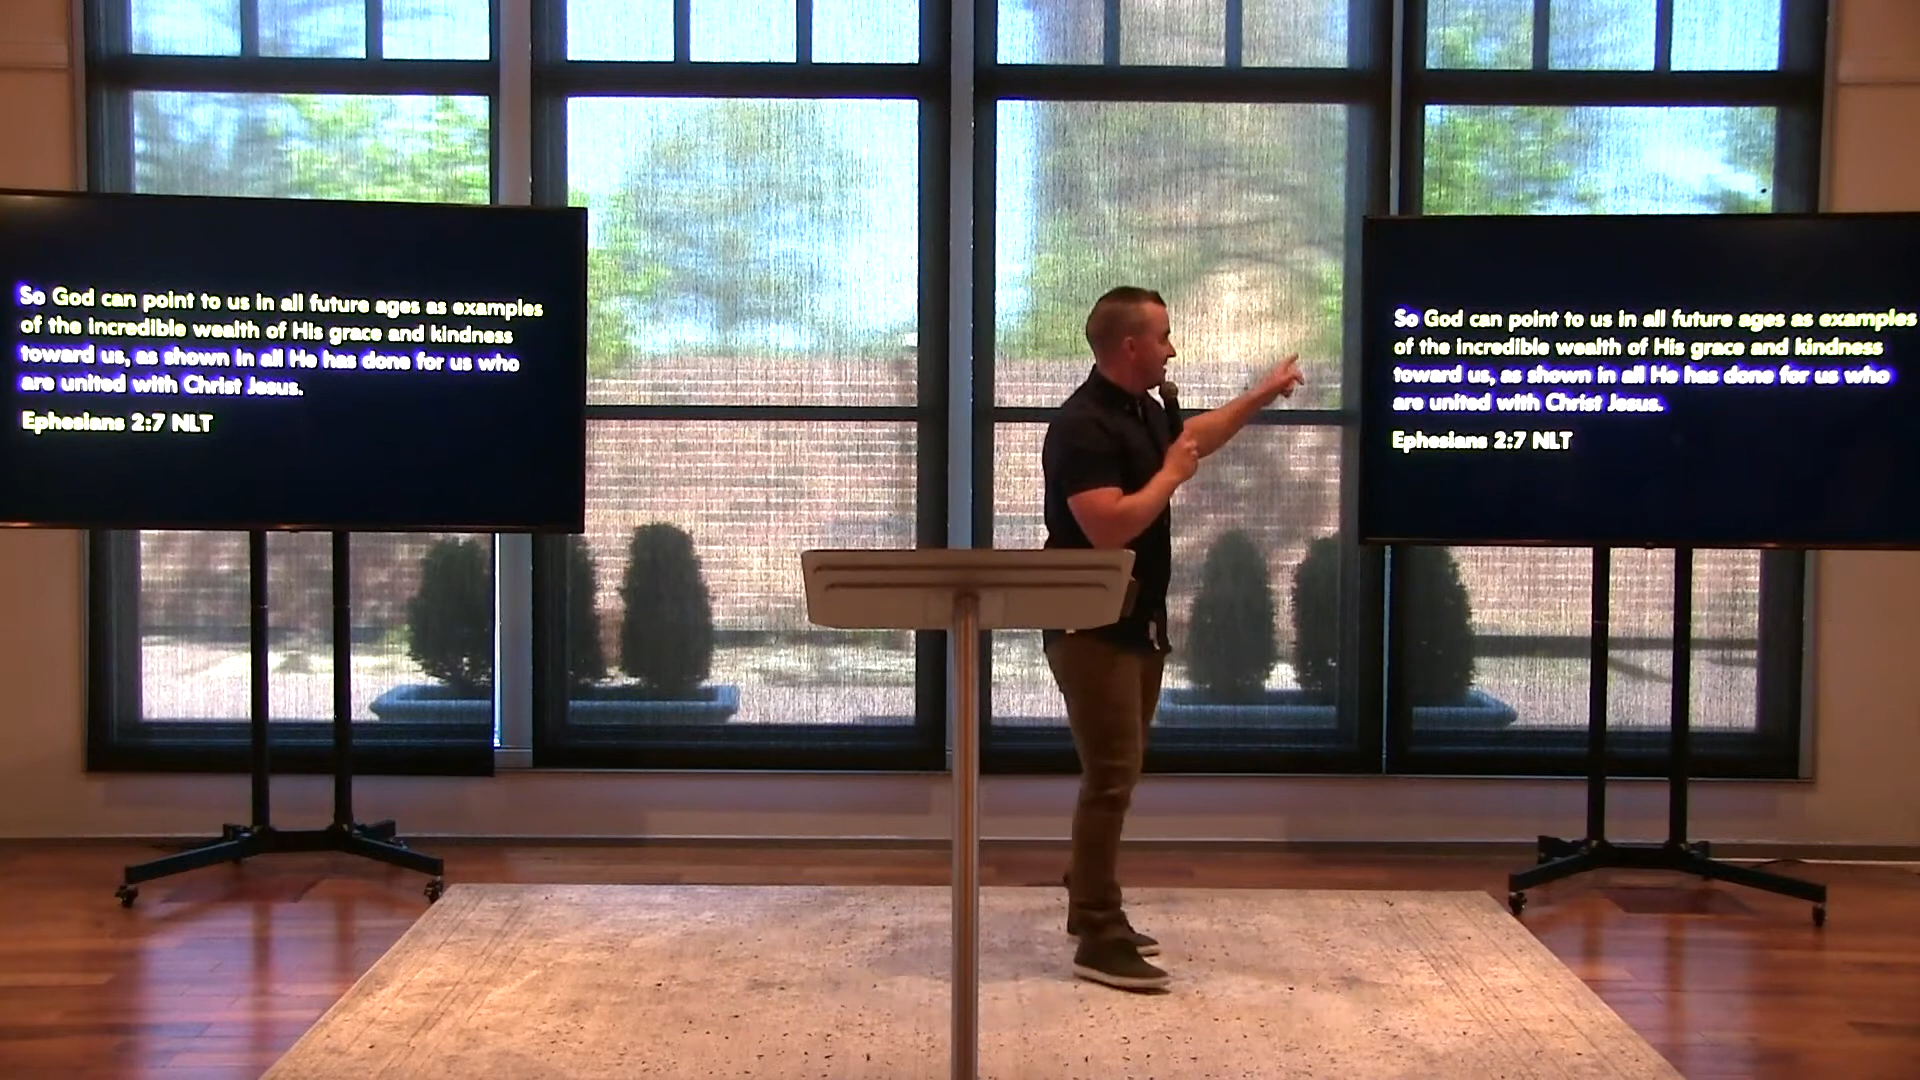 So God can point to us in all future ages as examples
of the incredible wealth of His grace and kindness
toward us, as shown in all He has done for us who
are united with Christ Jesus.
Ephesians 2:7 NLT
So God can point to us in all future ages as examples
of the incredible wealth of His grace and kindness
toward us, as shown in all He has done for us who
are united with Christ Jesus.
Ephesians 2:7 NLT